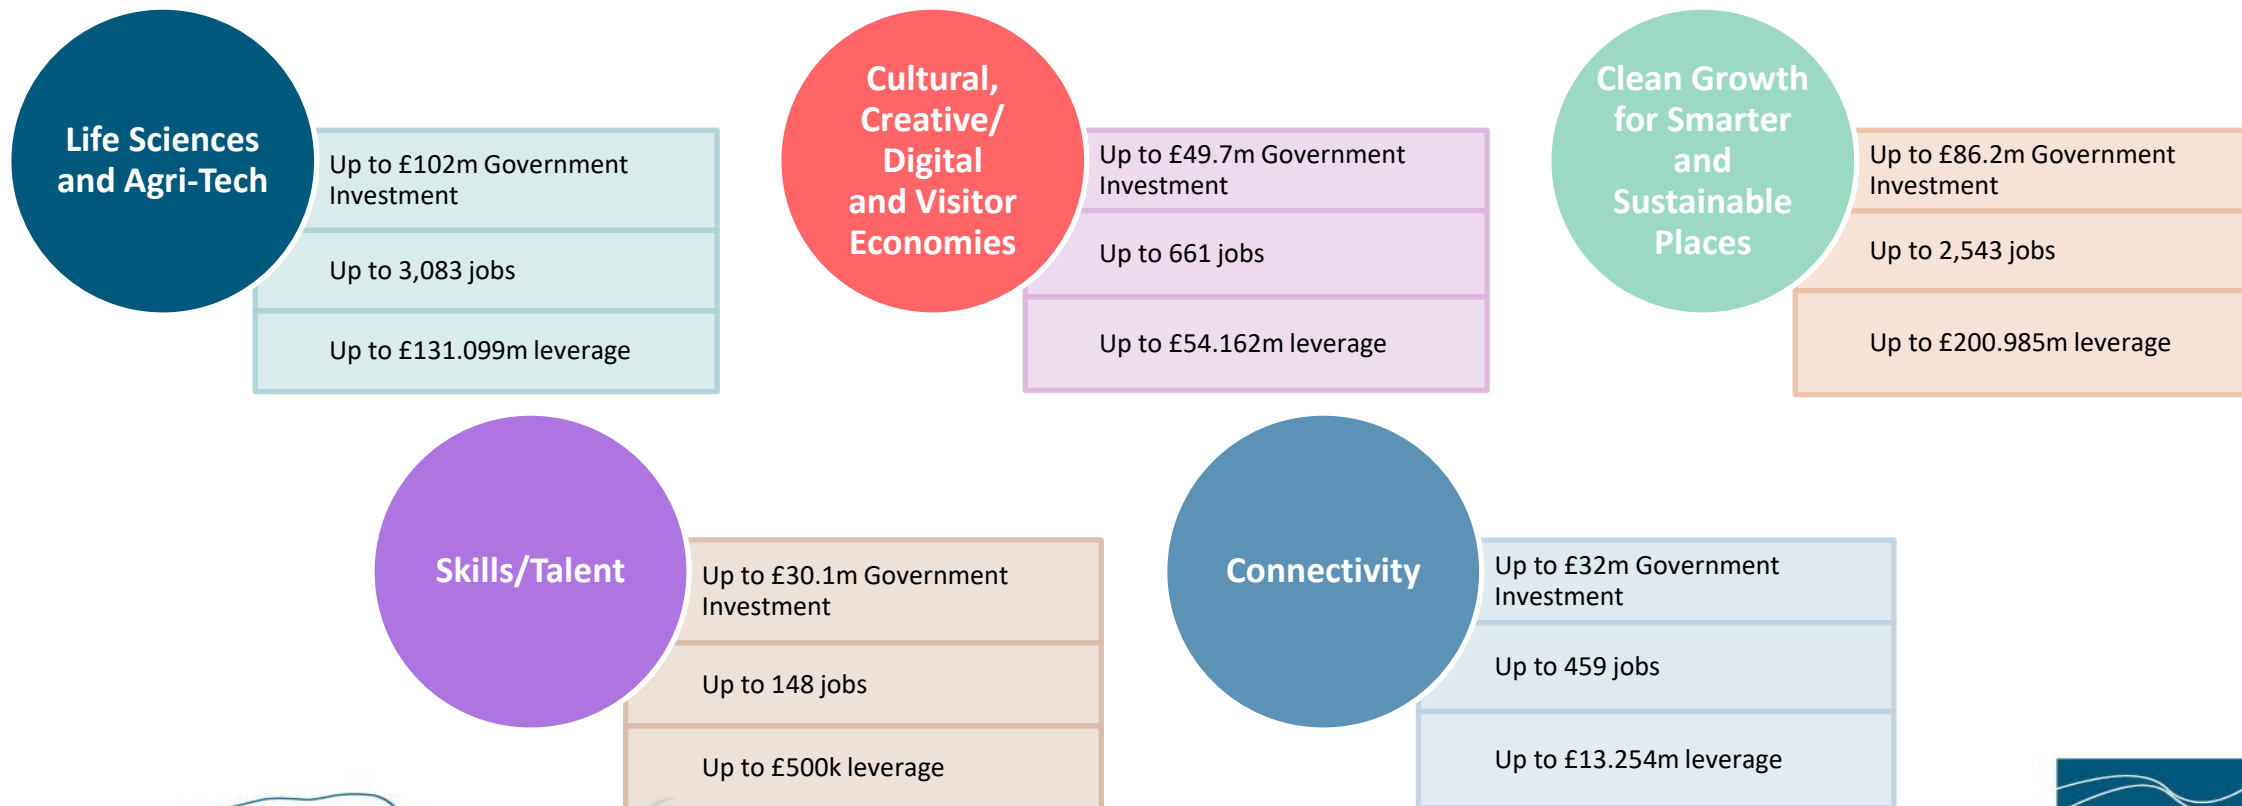 Life Sciences
and Agri-Tech
Up to £102m Government
Investment
Up to 3,083 jobs
Up to £131.099m leverage
Cultural,
Creative/
Digital
and Visitor
Economies
Up to £49.7m Government
Investment
Up to 661 jobs
Up to £54.162m leverage
Clean Growth
for Smarter
and
Sustainable
Places
Up to £86.2m Government
Investment
Up to 2,543 jobs
Up to £200.985m leverage
Skills/Talent
Up to £30.1m Government
Investment
Up to 148 jobs
Up to £500k leverage
Connectivity
Up to £32m Government
Investment
Up to 459 jobs
Up to £13.254m leverage